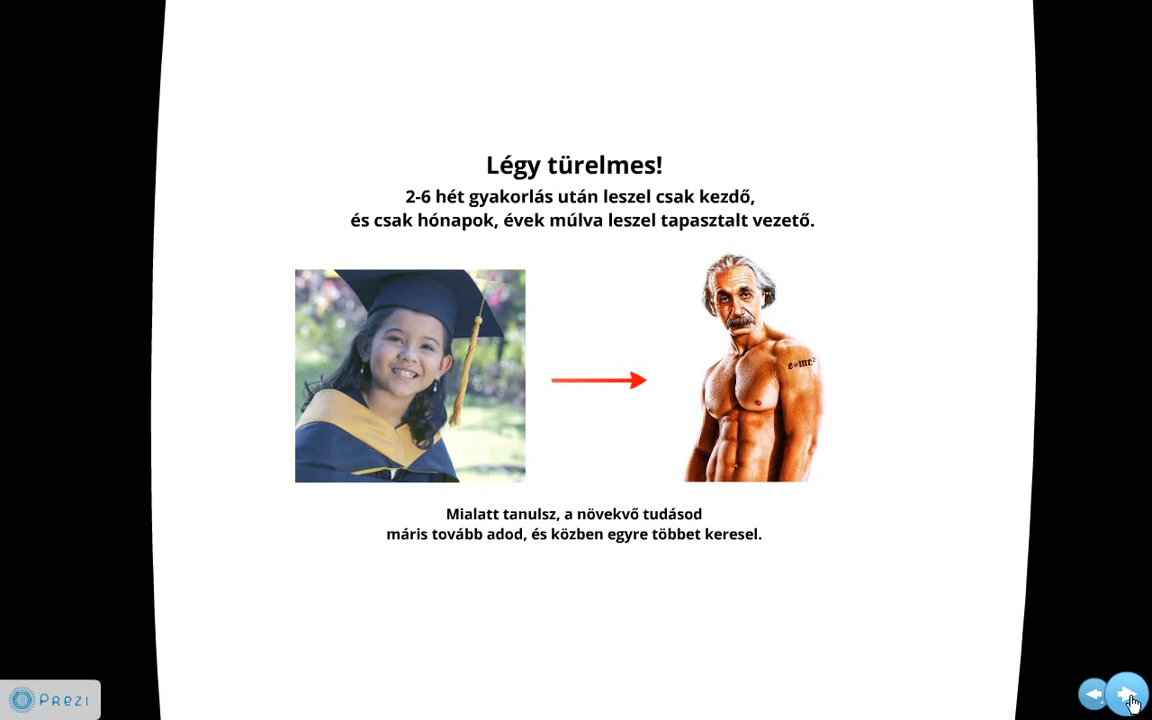 Légy türelmes!
2-6 hét gyakorlás után leszel csak kezdő,
és csak hónapok, évek múlva leszel tapasztalt vezető.
e=mc²
Mialatt tanulsz, a növekvő tudásod
máris tovább adod, és közben egyre többet keresel.
PREZI